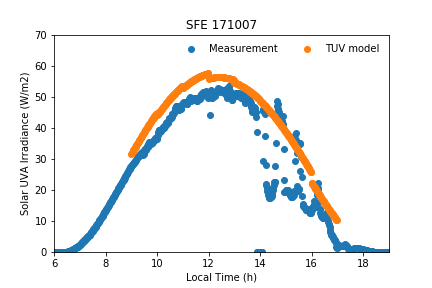 SFE 171007
Measurement TUV model
Solar UVA Irradiance (W/m2)
70
60
50
40
30
20
10
0
6 8 10 12 14 16 18
Local Time (h)